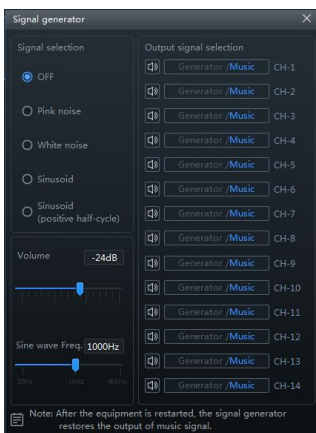 Signal generator
Signal selection
OFF
Pink noise
White noise
Sinusoid
Sinusoid
(positive half-cycle)
Volume
-24dB
Sine wave Freq.
1000Hz
20Hz
1kHz
40kHz
Output signal selection
Generator /Music CH-1
Generator /Music CH-2
Generator /Music CH-3
Generator /Music CH-4
Generator /Music CH-5
Generator /Music CH-6
Generator /Music CH-7
Generator /Music CH-8
Generator /Music CH-9
Generator /Music CH-10
Generator /Music CH-11
Generator /Music CH-12
Generator /Music CH-13
Generator /Music CH-14
Note: After the equipment is restarted, the signal generator
restores the output of music signal.